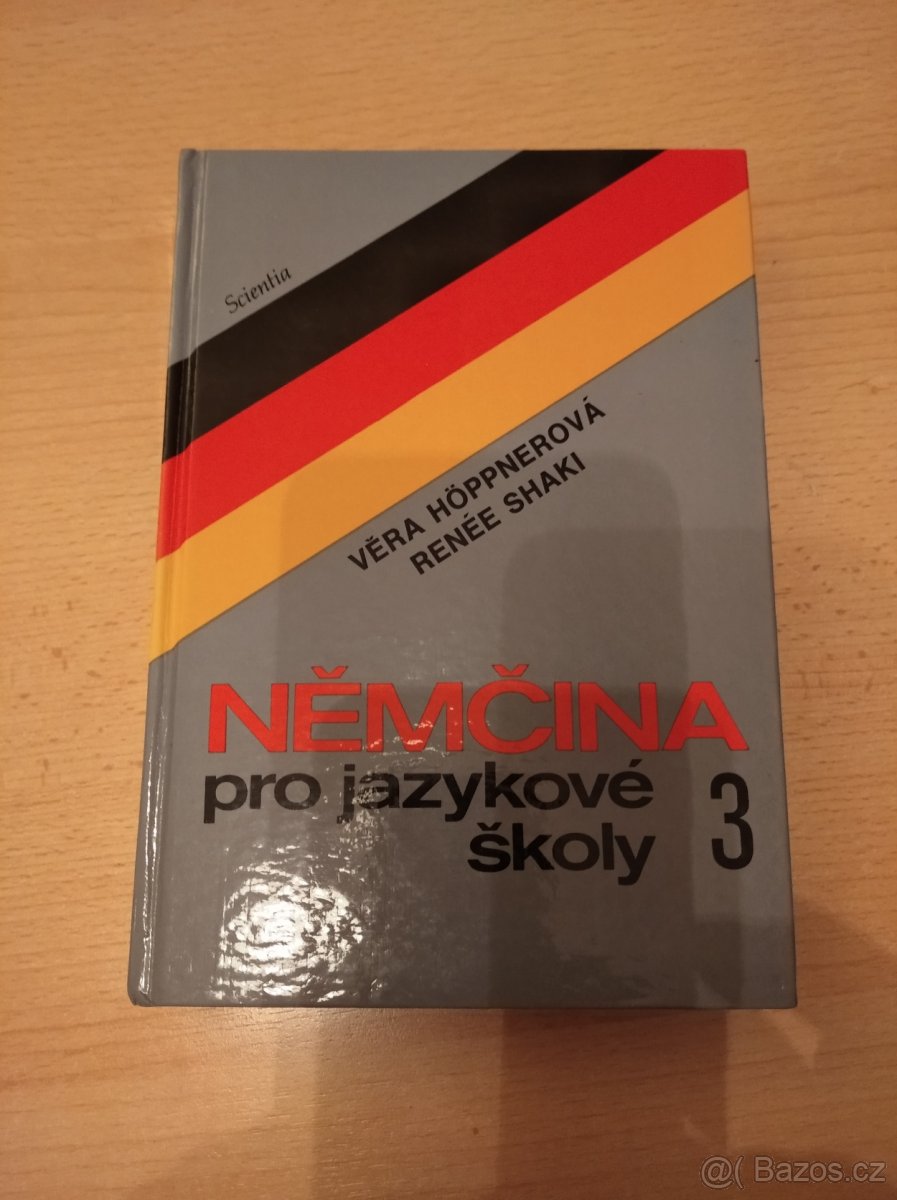 Scientia
VĚRA HÖPPNEROVÁ
RENÉE SHAKI
NĚMČINA
pro jazykové
školy 3
@( Bazos.cz